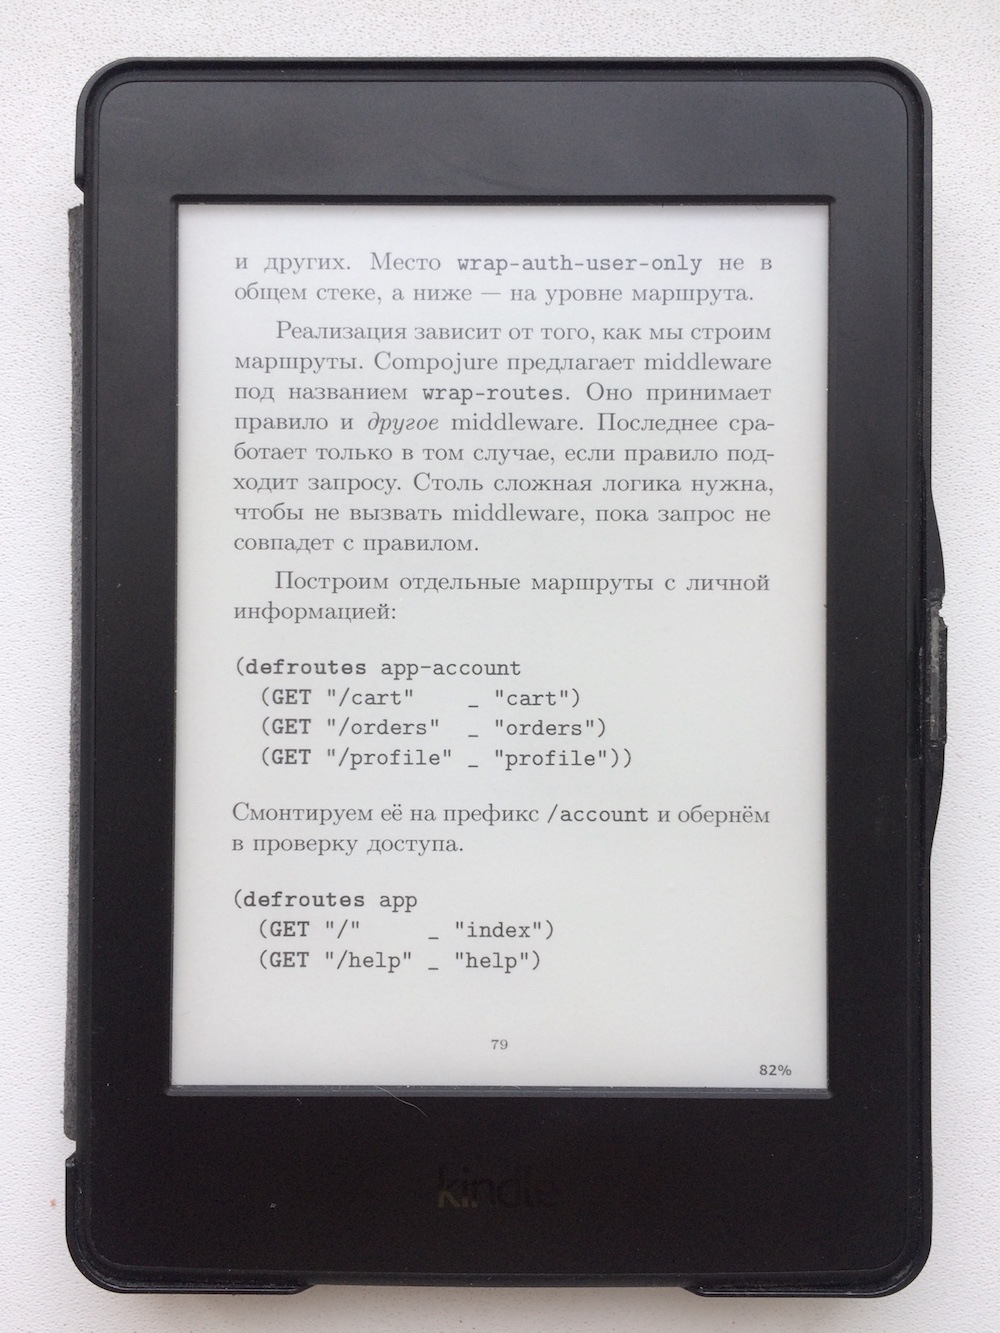 и других. Место wrap-auth-user-only не в
общем стеке, а ниже — на уровне маршрута.
Реализация зависит от того, как мы строим
маршруты. Compojure предлагает middleware
под названием wrap-routes. Оно принимает
правило и другое middleware. Последнее сра-
ботает только в том случае, если правило под-
ходит запросу. Столь сложная логика нужна,
чтобы не вызвать middleware, пока запрос не
совпадет с правилом.
Построим отдельные маршруты с личной
информацией:
(defroutes app-account
  (GET "/cart"    _ "cart")
  (GET "/orders"  _ "orders")
  (GET "/profile" _ "profile"))
Смонтируем её на префикс /account и обернём
в проверку доступа.
(defroutes app
  (GET "/"     _ "index")
  (GET "/help" _ "help")
79
82%
kindle